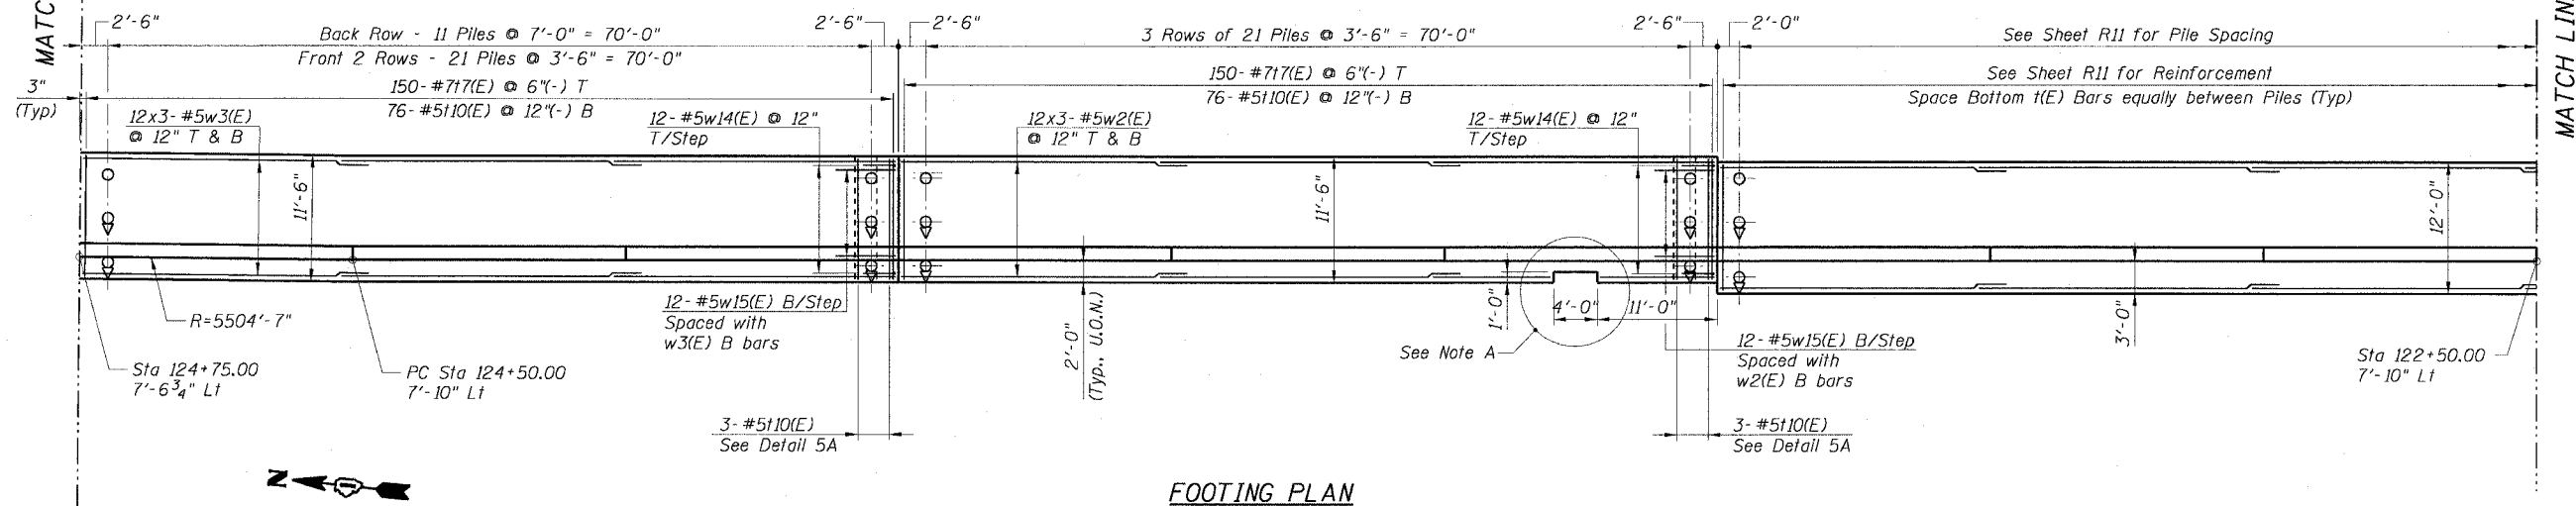 MATC
2'-6"
Back Row - 11 Piles @ 7'-0" = 70'-0"
Front 2 Rows - 21 Piles @ 3'-6" = 70'-0"
2'-6"
2'-6"
3 Rows of 21 Piles @ 3'-6" = 70'-0"
2'-6"
2'-0"
See Sheet R11 for Pile Spacing
MATCH LIN
3"
(Typ)
150- #7t7(E) @ 6"(-) T
76- #5t10(E) @ 12"(-) B
150- #7t7(E) @ 6"(-) T
76- #5t10(E) @ 12"(-) B
See Sheet R11 for Reinforcement
Space Bottom t(E) Bars equally between Piles (Typ)
12x3- #5w3(E)
@ 12" T & B
12- #5w14(E) @ 12"
T/Step
12x3- #5w2(E)
@ 12" T & B
12- #5w14(E) @ 12"
T/Step
11'-6"
11'-6"
12'-0"
R=5504'-7"
12- #5w15(E) B/Step
Spaced with
w3(E) B bars
2'-0"
(Typ., U.O.N.)
1'-0"
4'-0"
11'-0"
3'-0"
See Note A
12- #5w15(E) B/Step
Spaced with
w2(E) B bars
Sta 124+75.00
7'-6 3/4" Lt
PC Sta 124+50.00
7'-10" Lt
Sta 122+50.00
7'-10" Lt
3- #5t10(E)
See Detail 5A
3- #5t10(E)
See Detail 5A
N
FOOTING PLAN